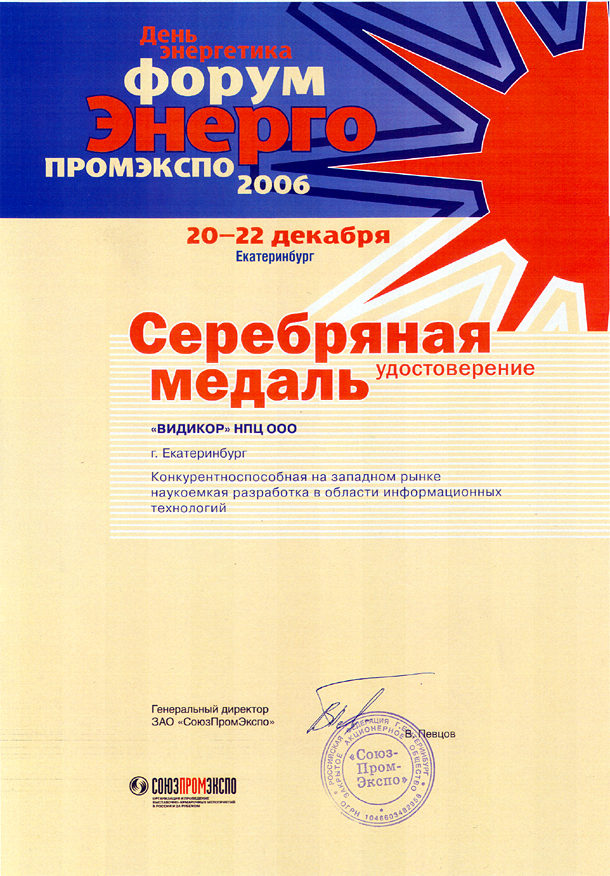 День
энергетика
форум
Энерго
ПРОМЭКСПО
2006
20–22 декабря
Екатеринбург
Серебряная
медаль
удостоверение
«ВИДИКОР» НПЦ ООО
г. Екатеринбург
Конкурентноспособная на западном рынке
наукоемкая разработка в области информационных
технологий
Генеральный директор
ЗАО «СоюзПромЭкспо»
В. Певцов
РОССИЙСКАЯ ФЕДЕРАЦИЯ Г.ЕКАТЕРИНБУРГ
ЗАКРЫТОЕ АКЦИОНЕРНОЕ ОБЩЕСТВО
«Союз-
Пром-
Экспо»
ОГРН
СОЮЗПРОМЭКСПО
ОРГАНИЗАЦИЯ И ПРОВЕДЕНИЕ
ВЫСТАВОЧНО-ЯРМАРОЧНЫХ МЕРОПРИЯТИЙ
В РОССИИ И ЗА РУБЕЖОМ